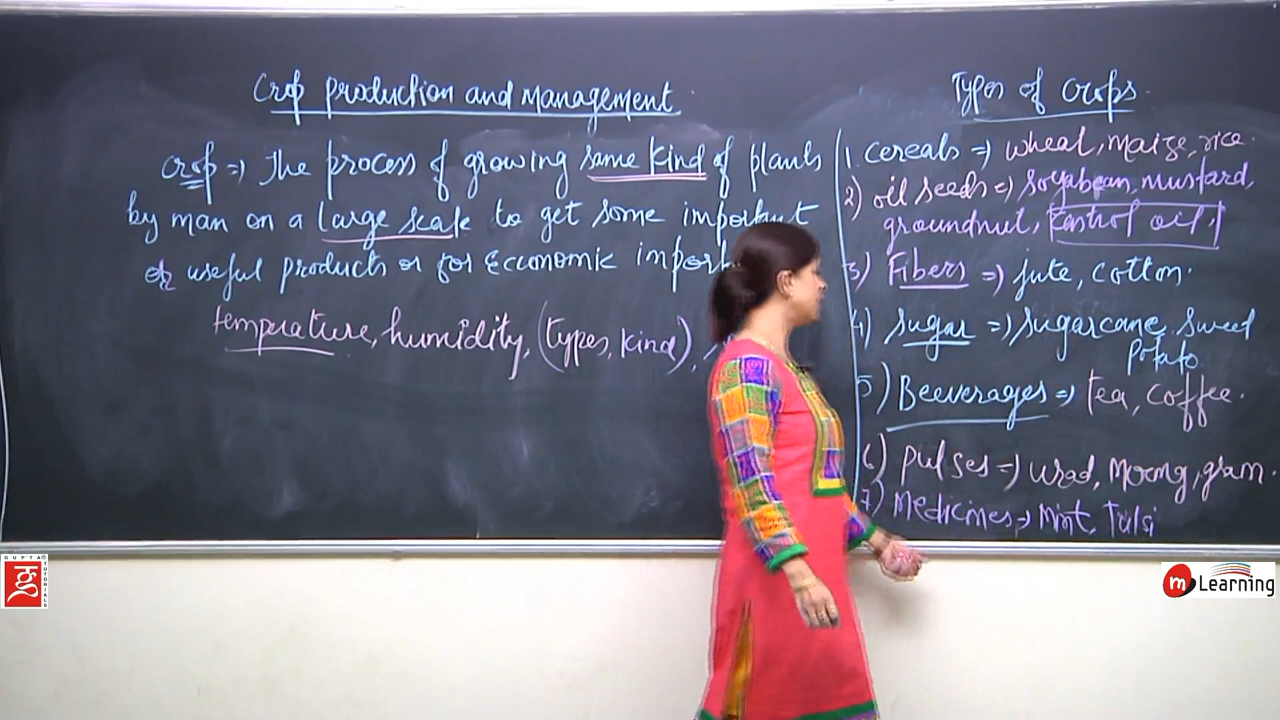 Crop production and management
crop ⇒ The process of growing same kind of plants
by man on a large scale to get some important
or useful products or for Economic import
temperature, humidity, (types, kind),
Types of crops.
1. cereals ⇒ wheat, maize, rice.
2) oil seeds ⇒ Soyabean, mustard,
groundnut, oil
3) Fibers ⇒ jute, cotton.
4) sugar ⇒ sugarcane, sweet
potato.
5) Beeverages ⇒ tea, coffee.
6) pulses ⇒ urad, Moong, gram.
7) Medicines ⇒ Mint, Tulsi
GUPTA TUTORIALS
m Learning